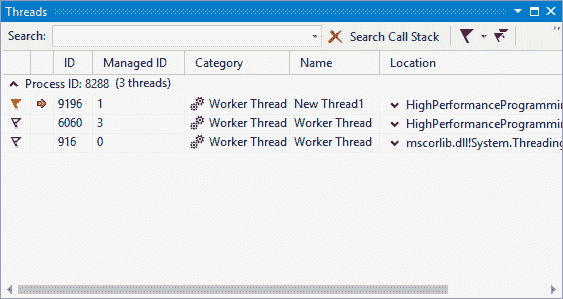 Threads
Search: Search Call Stack
ID Managed ID Category Name Location
Process ID: 8288 (3 threads)
9196 1 Worker Thread New Thread1 HighPerformanceProgrammin
6060 3 Worker Thread Worker Thread HighPerformanceProgrammin
916 0 Worker Thread Worker Thread mscorlib.dll!System.Threading